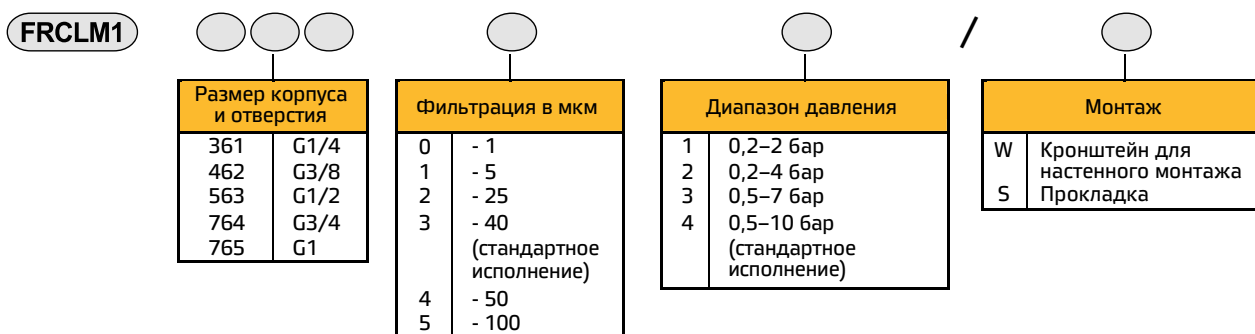 FRCLM1 /
Размер корпуса
и отверстия
361 G1/4
462 G3/8
563 G1/2
764 G3/4
765 G1
Фильтрация в мкм
0 - 1
1 - 5
2 - 25
3 - 40
(стандартное
исполнение)
4 - 50
5 - 100
Диапазон давления
1 0,2–2 бар
2 0,2–4 бар
3 0,5–7 бар
4 0,5–10 бар
(стандартное
исполнение)
Монтаж
W Кронштейн для
настенного монтажа
S Прокладка